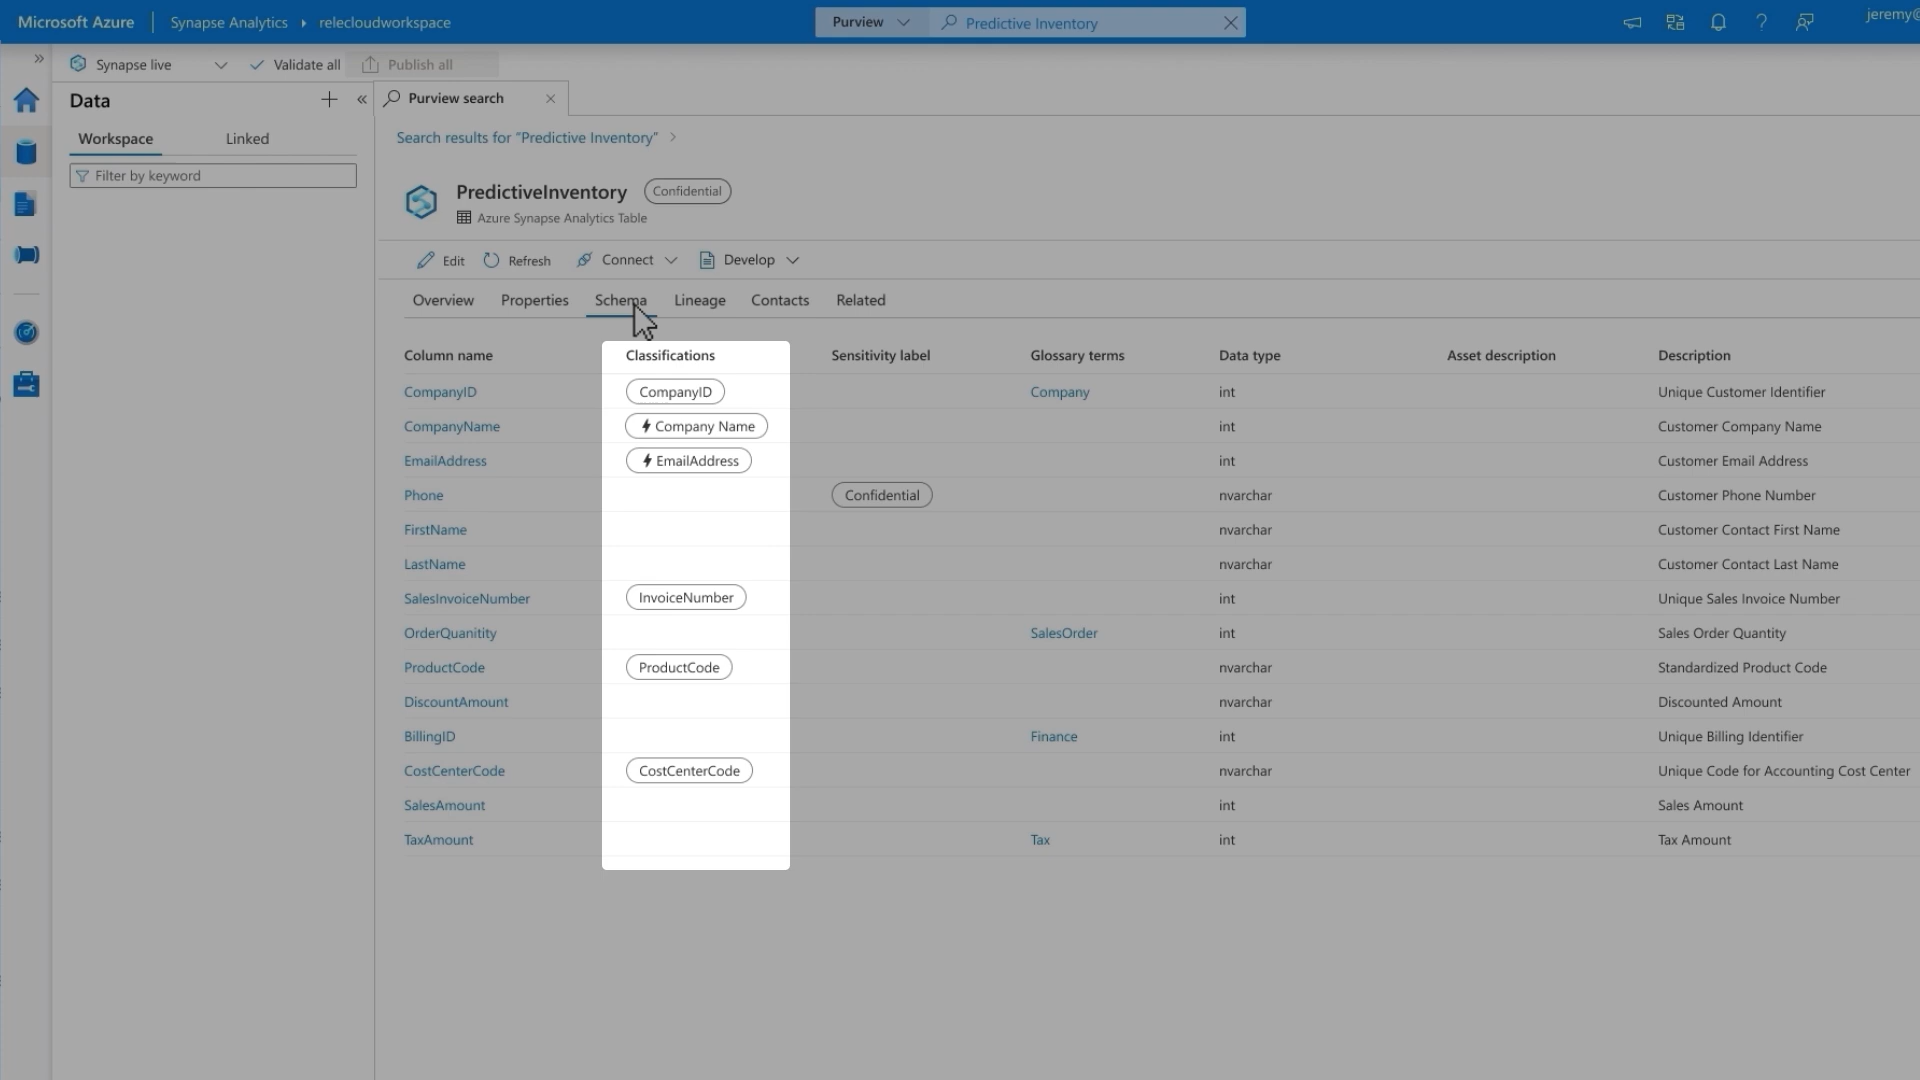 Microsoft Azure Synapse Analytics relecloudworkspace Purview Predictive Inventory jeremy@
Synapse live Validate all Publish all
Data Purview search
Workspace Linked
Filter by keyword
Search results for "Predictive Inventory"
PredictiveInventory Confidential
Azure Synapse Analytics Table
Edit Refresh Connect Develop
Overview Properties Schema Lineage Contacts Related
Column name Classifications Sensitivity label Glossary terms Data type Asset description Description
CompanyID CompanyID Company int Unique Customer Identifier
CompanyName Company Name int Customer Company Name
EmailAddress EmailAddress int Customer Email Address
Phone Confidential nvarchar Customer Phone Number
FirstName nvarchar Customer Contact First Name
LastName nvarchar Customer Contact Last Name
SalesInvoiceNumber InvoiceNumber int Unique Sales Invoice Number
OrderQuanitity SalesOrder int Sales Order Quantity
ProductCode ProductCode nvarchar Standardized Product Code
DiscountAmount nvarchar Discounted Amount
BillingID Finance int Unique Billing Identifier
CostCenterCode CostCenterCode nvarchar Unique Code for Accounting Cost Center
SalesAmount int Sales Amount
TaxAmount Tax int Tax Amount